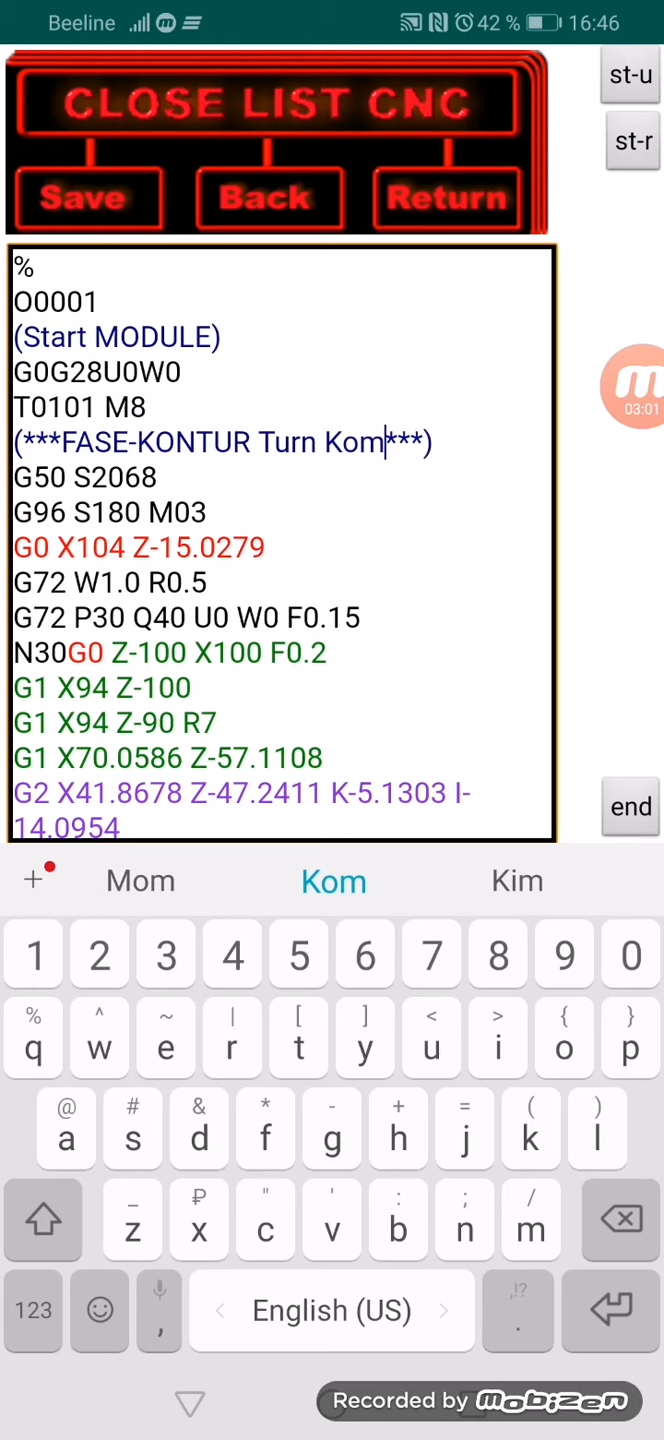 Beeline 42 % 16:46
CLOSE LIST CNC
st-u
st-r
Save Back Return
%
O0001
(Start MODULE)
G0G28U0W0
T0101 M8
03:01
(***FASE-KONTUR Turn Kom***)
G50 S2068
G96 S180 M03
G0 X104 Z-15.0279
G72 W1.0 R0.5
G72 P30 Q40 U0 W0 F0.15
N30G0 Z-100 X100 F0.2
G1 X94 Z-100
G1 X94 Z-90 R7
G1 X70.0586 Z-57.1108
G2 X41.8678 Z-47.2411 K-5.1303 I-
14.0954
end
+ Mom Kom Kim
1 2 3 4 5 6 7 8 9 0
% ^ ~ | [ ] < > { }
q w e r t y u i o p
@ # & * - + = ( )
a s d f g h j k l
_ ₽ " ' : ; /
z x c v b n m
123 , < English (US) > ,!? .
Recorded by mobizen